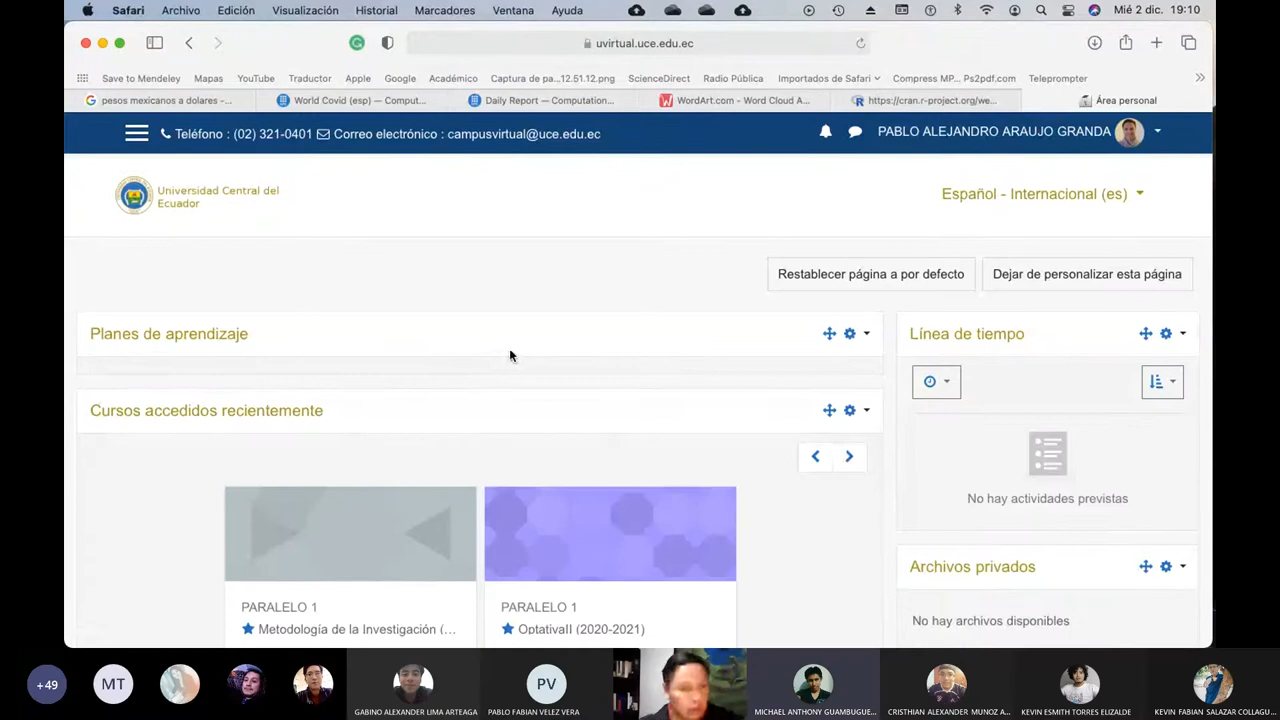 Safari Archivo Edición Visualización Historial Marcadores Ventana Ayuda Mié 2 dic. 19:10
uvirtual.uce.edu.ec
Save to Mendeley Mapas YouTube Traductor Apple Google Académico Captura de pa...12.51.12.png ScienceDirect Radio Pública Importados de Safari Compress MP... Ps2pdf.com Teleprompter
pesos mexicanos a dolares -... World Covid (esp) — Comput... Daily Report — Computation... WordArt.com - Word Cloud A... https://cran.r-project.org/we... Área personal
Teléfono : (02) 321-0401 Correo electrónico : campusvirtual@uce.edu.ec PABLO ALEJANDRO ARAUJO GRANDA
Universidad Central del
Ecuador
Español - Internacional (es)
Restablecer página a por defecto Dejar de personalizar esta página
Planes de aprendizaje
Línea de tiempo
Cursos accedidos recientemente
No hay actividades previstas
Archivos privados
PARALELO 1 PARALELO 1
No hay archivos disponibles
Metodología de la Investigación (... OptativaII (2020-2021)
+49 MT PV
GABINO ALEXANDER LIMA ARTEAGA PABLO FABIAN VELEZ VERA MICHAEL ANTHONY GUAMBUGUE... CRISTHIAN ALEXANDER MUNOZ A... KEVIN ESMITH TORRES ELIZALDE KEVIN FABIAN SALAZAR COLLAGU...